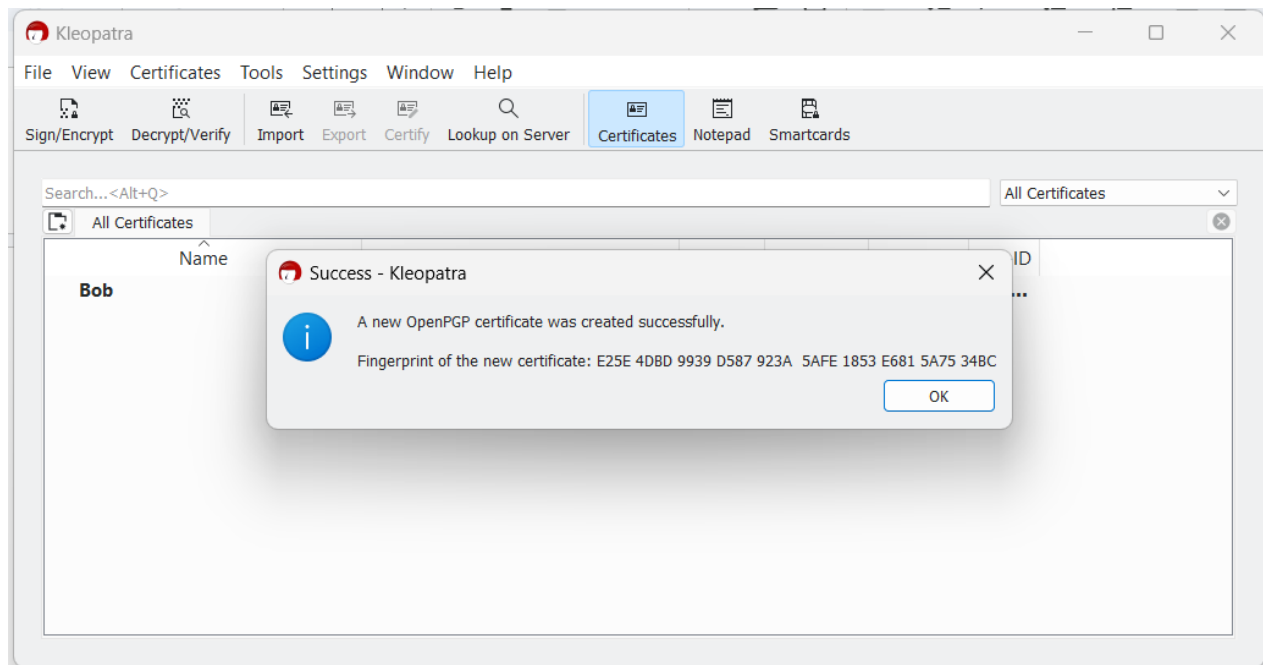 Kleopatra
File View Certificates Tools Settings Window Help
Sign/Encrypt Decrypt/Verify Import Export Certify Lookup on Server Certificates Notepad Smartcards
Search...<Alt+Q>
All Certificates
All Certificates
Name
ID
Bob
...
Success - Kleopatra
A new OpenPGP certificate was created successfully.
Fingerprint of the new certificate: E25E 4DBD 9939 D587 923A  5AFE 1853 E681 5A75 34BC
OK